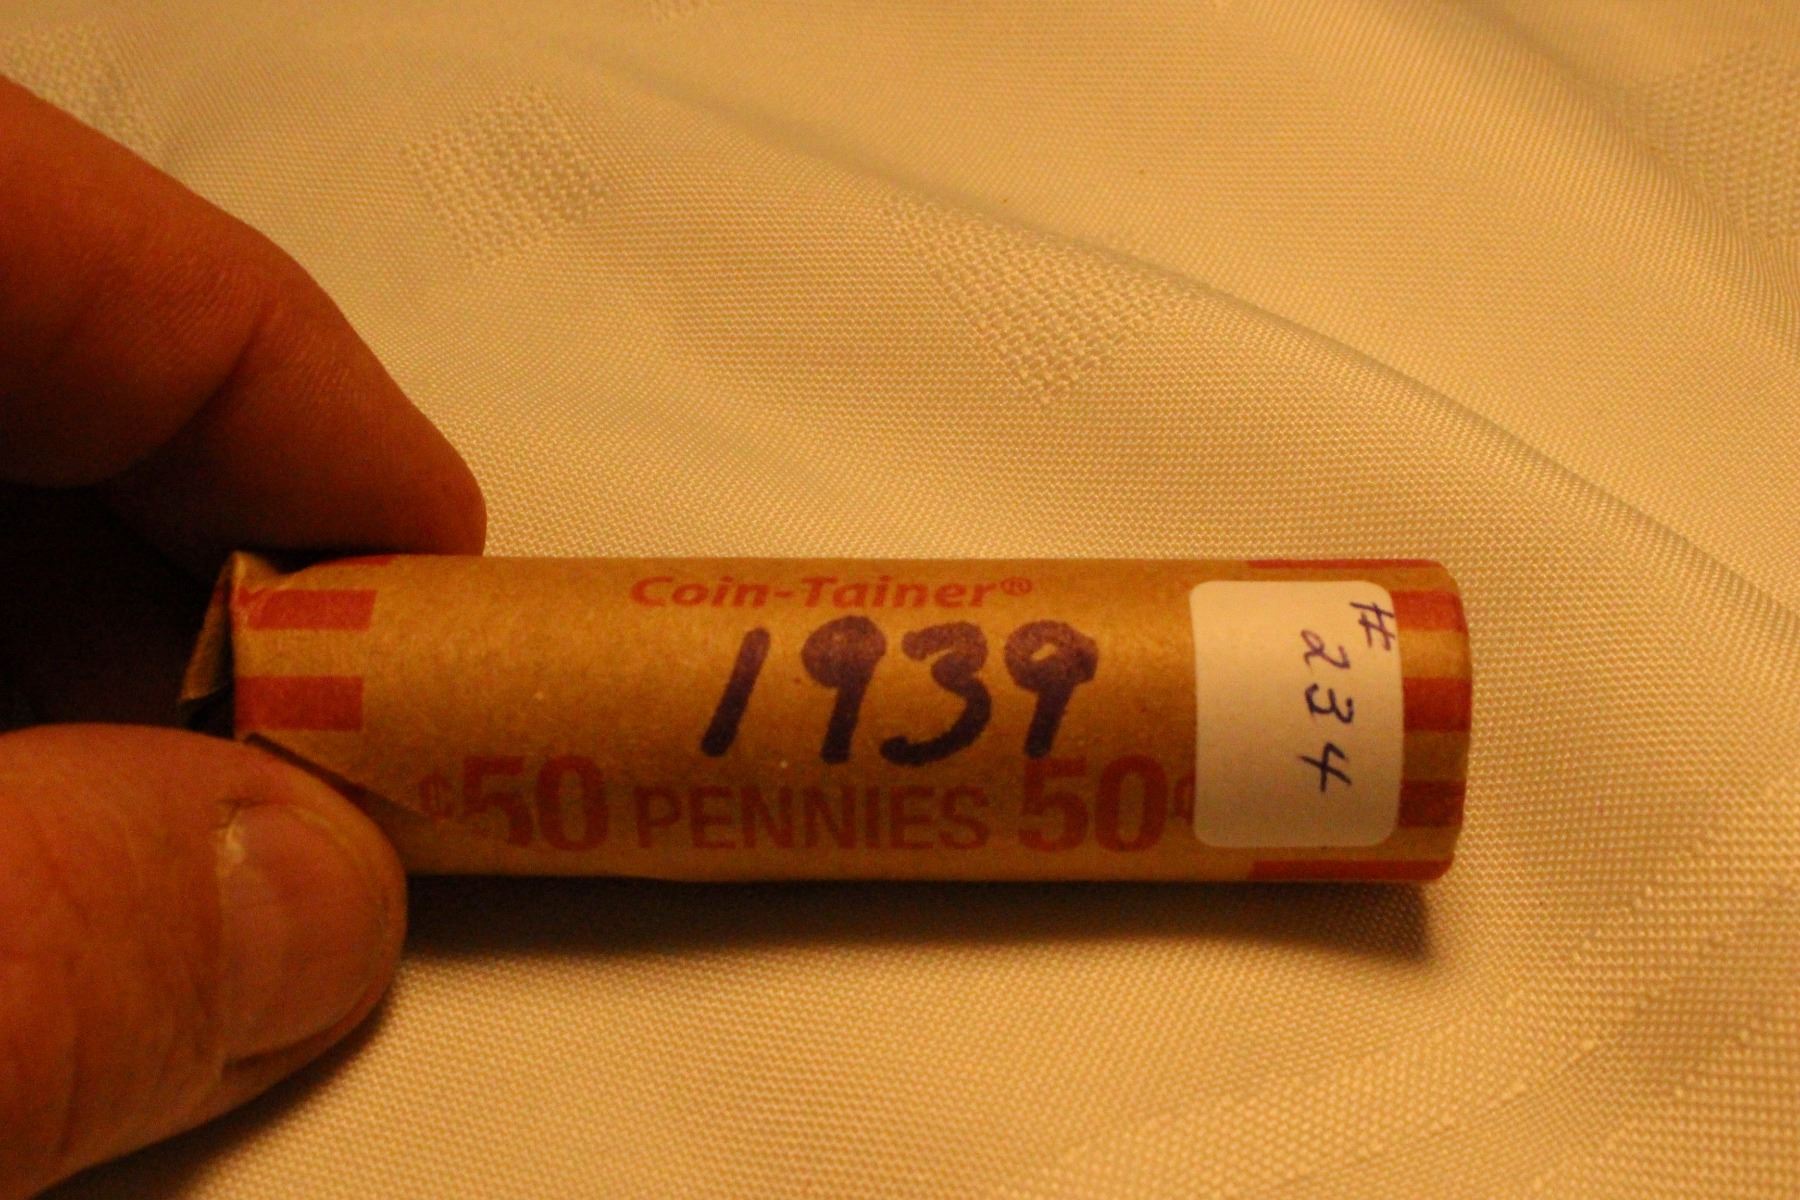 Coin-Tainer®
1939
¢50 PENNIES 50¢
# 234